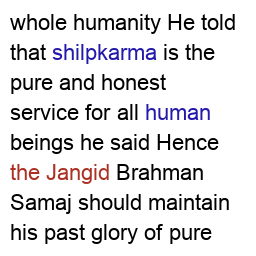 whole humanity He told
that shilpkarma is the
pure and honest
service for all human
beings he said Hence
the Jangid Brahman
Samaj should maintain
his past glory of pure